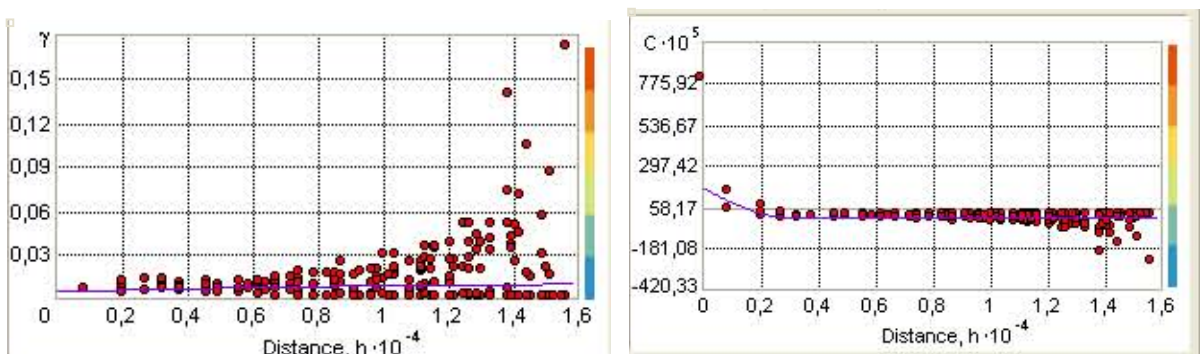 γ
0,15
0,12
0,09
0,06
0,03
0 0,2 0,4 0,6 0,8 1 1,2 1,4 1,6
Distance, h·10⁻⁴
C·10⁵
775,92
536,67
297,42
58,17
-181,08
-420,33
0 0,2 0,4 0,6 0,8 1 1,2 1,4 1,6
Distance, h·10⁻⁴